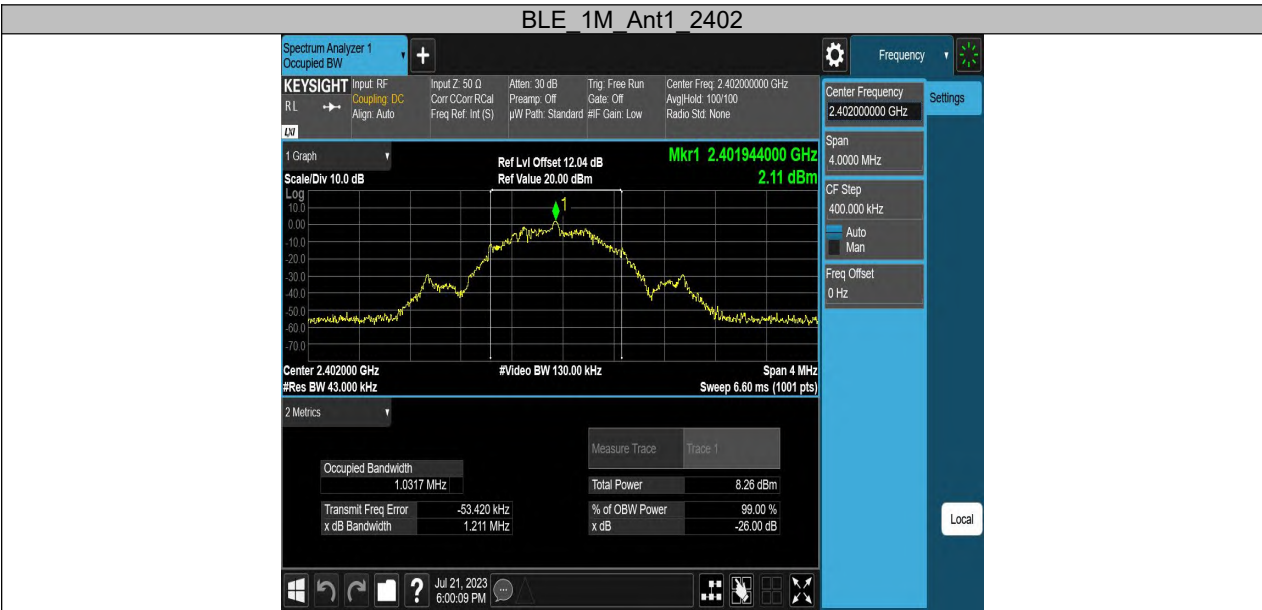 BLE_1M_Ant1_2402
Spectrum Analyzer 1
Occupied BW
+
Frequency
KEYSIGHT
R L
LXI
Input: RF
Coupling: DC
Align: Auto
Input Z: 50 Ω
Corr CCorr RCal
Freq Ref: Int (S)
Atten: 30 dB
Preamp: Off
µW Path: Standard
Trig: Free Run
Gate: Off
#IF Gain: Low
Center Freq: 2.402000000 GHz
Avg|Hold: 100/100
Radio Std: None
Center Frequency
2.402000000 GHz
Settings
Span
4.0000 MHz
CF Step
400.000 kHz
Auto
Man
Freq Offset
0 Hz
Local
1 Graph
Scale/Div 10.0 dB
Ref Lvl Offset 12.04 dB
Ref Value 20.00 dBm
Mkr1 2.401944000 GHz
2.11 dBm
Log
1
10.0
0.00
-10.0
-20.0
-30.0
-40.0
-50.0
-60.0
-70.0
Center 2.402000 GHz
#Video BW 130.00 kHz
Span 4 MHz
#Res BW 43.000 kHz
Sweep 6.60 ms (1001 pts)
2 Metrics
Measure Trace Trace 1
Occupied Bandwidth
1.0317 MHz
Total Power 8.26 dBm
Transmit Freq Error -53.420 kHz
% of OBW Power 99.00 %
x dB Bandwidth 1.211 MHz
x dB -26.00 dB
?
Jul 21, 2023
6:00:09 PM